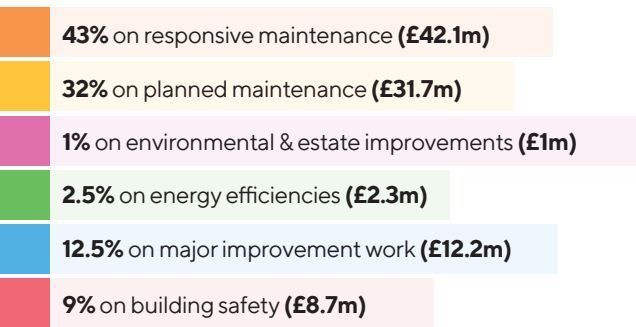 43% on responsive maintenance (£42.1m)
32% on planned maintenance (£31.7m)
1% on environmental & estate improvements (£1m)
2.5% on energy efficiencies (£2.3m)
12.5% on major improvement work (£12.2m)
9% on building safety (£8.7m)